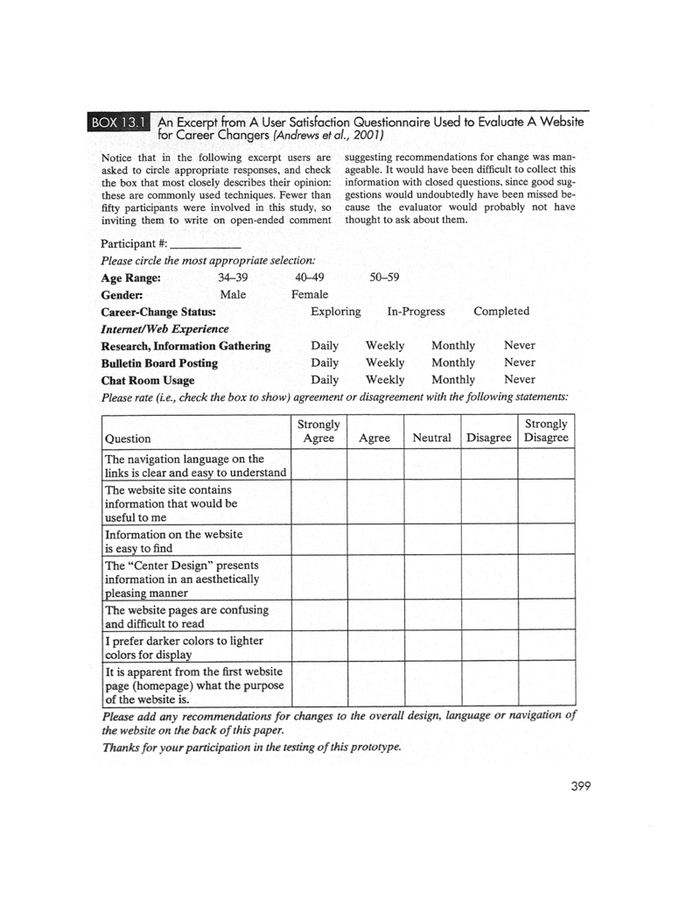 BOX 13.1 An Excerpt from A User Satisfaction Questionnaire Used to Evaluate A Website
for Career Changers (Andrews et al., 2001)
Notice that in the following excerpt users are
asked to circle appropriate responses, and check
the box that most closely describes their opinion:
these are commonly used techniques. Fewer than
fifty participants were involved in this study, so
inviting them to write on open-ended comment
suggesting recommendations for change was man-
ageable. It would have been difficult to collect this
information with closed questions, since good sug-
gestions would undoubtedly have been missed be-
cause the evaluator would probably not have
thought to ask about them.
Participant #: ____________
Please circle the most appropriate selection:
Age Range: 34–39 40–49 50–59
Gender: Male Female
Career-Change Status: Exploring In-Progress Completed
Internet/Web Experience
Research, Information Gathering Daily Weekly Monthly Never
Bulletin Board Posting Daily Weekly Monthly Never
Chat Room Usage Daily Weekly Monthly Never
Please rate (i.e., check the box to show) agreement or disagreement with the following statements:
Strongly Strongly
Question Agree Agree Neutral Disagree Disagree
The navigation language on the
links is clear and easy to understand
The website site contains
information that would be
useful to me
Information on the website
is easy to find
The “Center Design” presents
information in an aesthetically
pleasing manner
The website pages are confusing
and difficult to read
I prefer darker colors to lighter
colors for display
It is apparent from the first website
page (homepage) what the purpose
of the website is.
Please add any recommendations for changes to the overall design, language or navigation of
the website on the back of this paper.
Thanks for your participation in the testing of this prototype.
399